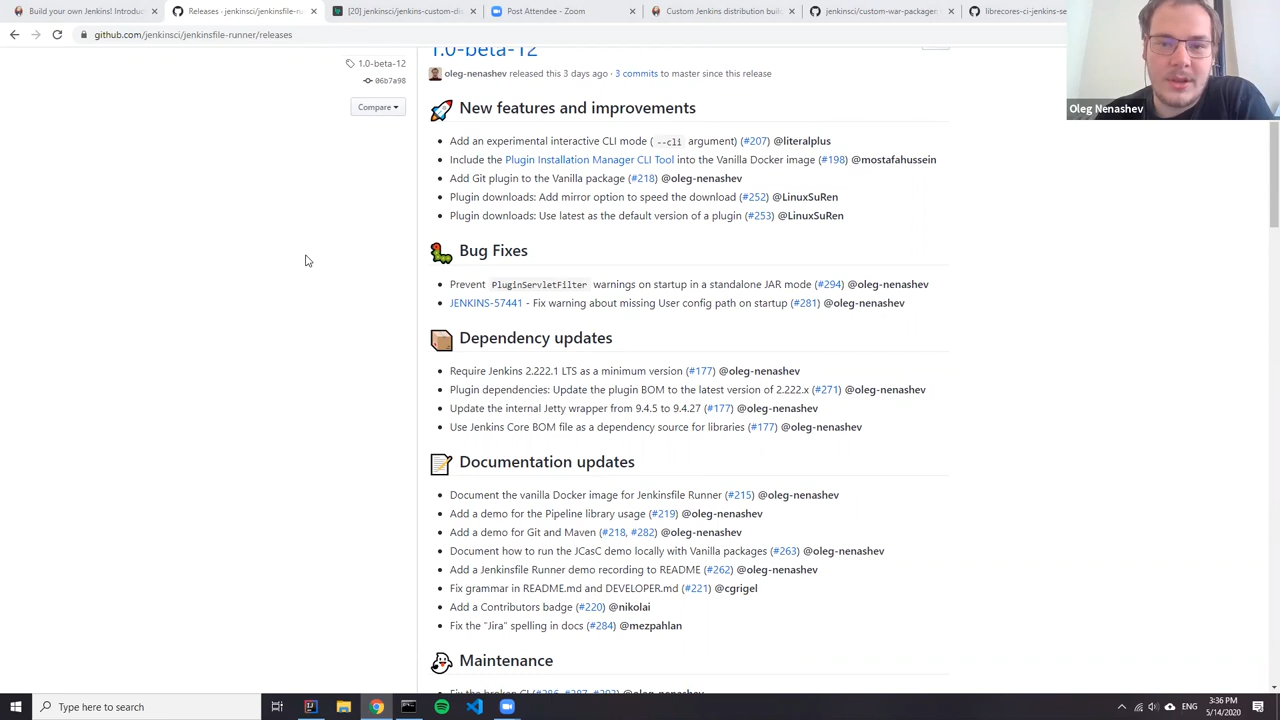 Build your own Jenkins! Introduc
Releases · jenkinsci/jenkinsfile-run
[20] jenkinsci/jenkins-custom-di
Post Attendee - Zoom
Custom Jenkins distribution buil
jenkinsci/custom-war-packager:
librecores-ci-jenkins-se
github.com/jenkinsci/jenkinsfile-runner/releases
Oleg Nenashev
1.0-beta-12
06b7a98
Compare
1.0-beta-12
oleg-nenashev released this 3 days ago · 3 commits to master since this release
New features and improvements
Add an experimental interactive CLI mode ( --cli argument) (#207) @literalplus
Include the Plugin Installation Manager CLI Tool into the Vanilla Docker image (#198) @mostafahussein
Add Git plugin to the Vanilla package (#218) @oleg-nenashev
Plugin downloads: Add mirror option to speed the download (#252) @LinuxSuRen
Plugin downloads: Use latest as the default version of a plugin (#253) @LinuxSuRen
Bug Fixes
Prevent PluginServletFilter warnings on startup in a standalone JAR mode (#294) @oleg-nenashev
JENKINS-57441 - Fix warning about missing User config path on startup (#281) @oleg-nenashev
Dependency updates
Require Jenkins 2.222.1 LTS as a minimum version (#177) @oleg-nenashev
Plugin dependencies: Update the plugin BOM to the latest version of 2.222.x (#271) @oleg-nenashev
Update the internal Jetty wrapper from 9.4.5 to 9.4.27 (#177) @oleg-nenashev
Use Jenkins Core BOM file as a dependency source for libraries (#177) @oleg-nenashev
Documentation updates
Document the vanilla Docker image for Jenkinsfile Runner (#215) @oleg-nenashev
Add a demo for the Pipeline library usage (#219) @oleg-nenashev
Add a demo for Git and Maven (#218, #282) @oleg-nenashev
Document how to run the JCasC demo locally with Vanilla packages (#263) @oleg-nenashev
Add a Jenkinsfile Runner demo recording to README (#262) @oleg-nenashev
Fix grammar in README.md and DEVELOPER.md (#221) @cgrigel
Add a Contributors badge (#220) @nikolai
Fix the "Jira" spelling in docs (#284) @mezpahlan
Maintenance
Fix the broken CI (#286, #287, #292) @oleg-nenashev
Type here to search
3:36 PM
5/14/2020